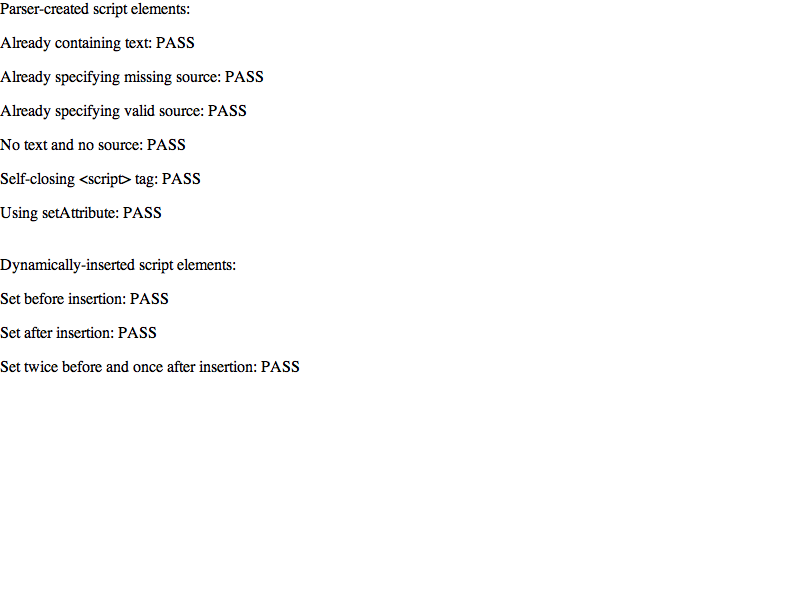 Parser-created script elements:
Already containing text: PASS
Already specifying missing source: PASS
Already specifying valid source: PASS
No text and no source: PASS
Self-closing <script> tag: PASS
Using setAttribute: PASS
Dynamically-inserted script elements:
Set before insertion: PASS
Set after insertion: PASS
Set twice before and once after insertion: PASS